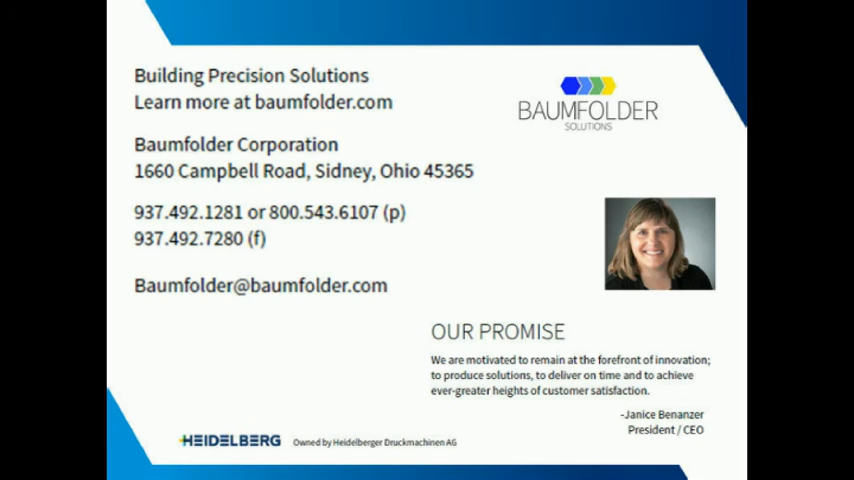 Building Precision Solutions
Learn more at baumfolder.com
BAUMFOLDER
SOLUTIONS
Baumfolder Corporation
1660 Campbell Road, Sidney, Ohio 45365
937.492.1281 or 800.543.6107 (p)
937.492.7280 (f)
Baumfolder@baumfolder.com
OUR PROMISE
We are motivated to remain at the forefront of innovation;
to produce solutions, to deliver on time and to achieve
ever-greater heights of customer satisfaction.
-Janice Benanzer
President / CEO
HEIDELBERG
Owned by Heidelberger Druckmachinen AG